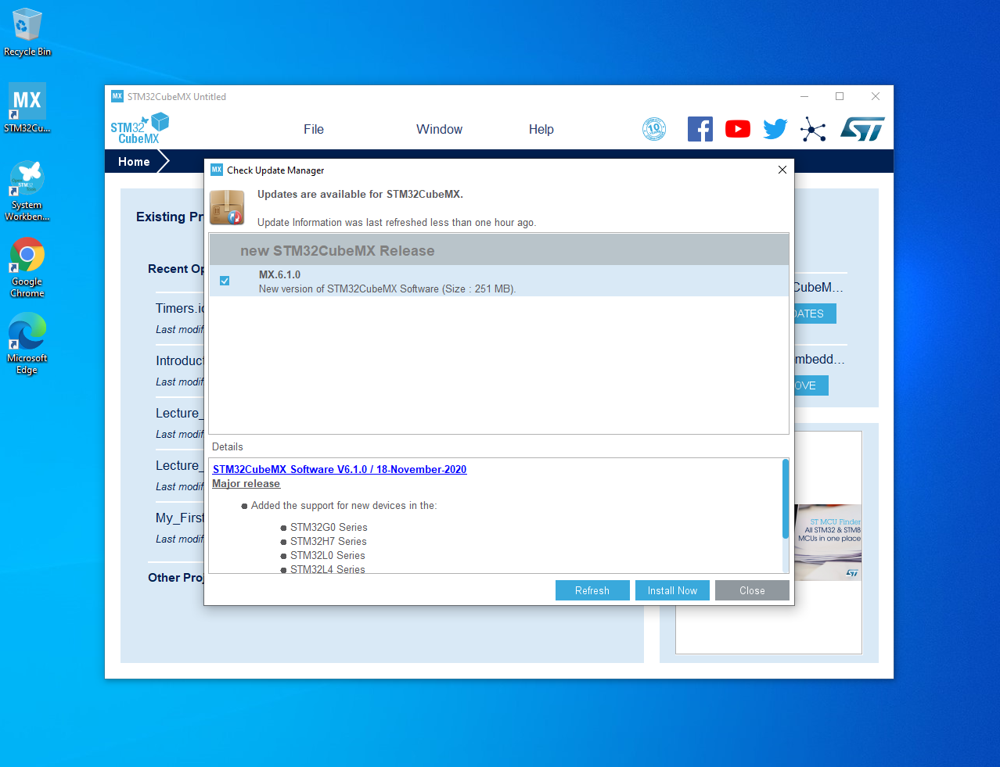 Recycle Bin
MX
STM32Cu...
System
Workben...
Google
Chrome
Microsoft
Edge
MX STM32CubeMX Untitled
STM32
CubeMX
File
Window
Help
10
Home
MX Check Update Manager
Updates are available for STM32CubeMX.
Update Information was last refreshed less than one hour ago.
new STM32CubeMX Release
MX.6.1.0
New version of STM32CubeMX Software (Size : 251 MB).
Details
STM32CubeMX Software V6.1.0 / 18-November-2020
Major release
Added the support for new devices in the:
STM32G0 Series
STM32H7 Series
STM32L0 Series
STM32L4 Series
Refresh
Install Now
Close
Existing Pr
Recent Op
Timers.io
Last modif
Introduct
Last modif
Lecture_
Last modif
Lecture_
Last modif
My_First
Last modif
Other Proj
CubeM...
DATES
mbedd...
OVE
ST MCU Finder
All STM32 & STM8
MCUs in one place
ST